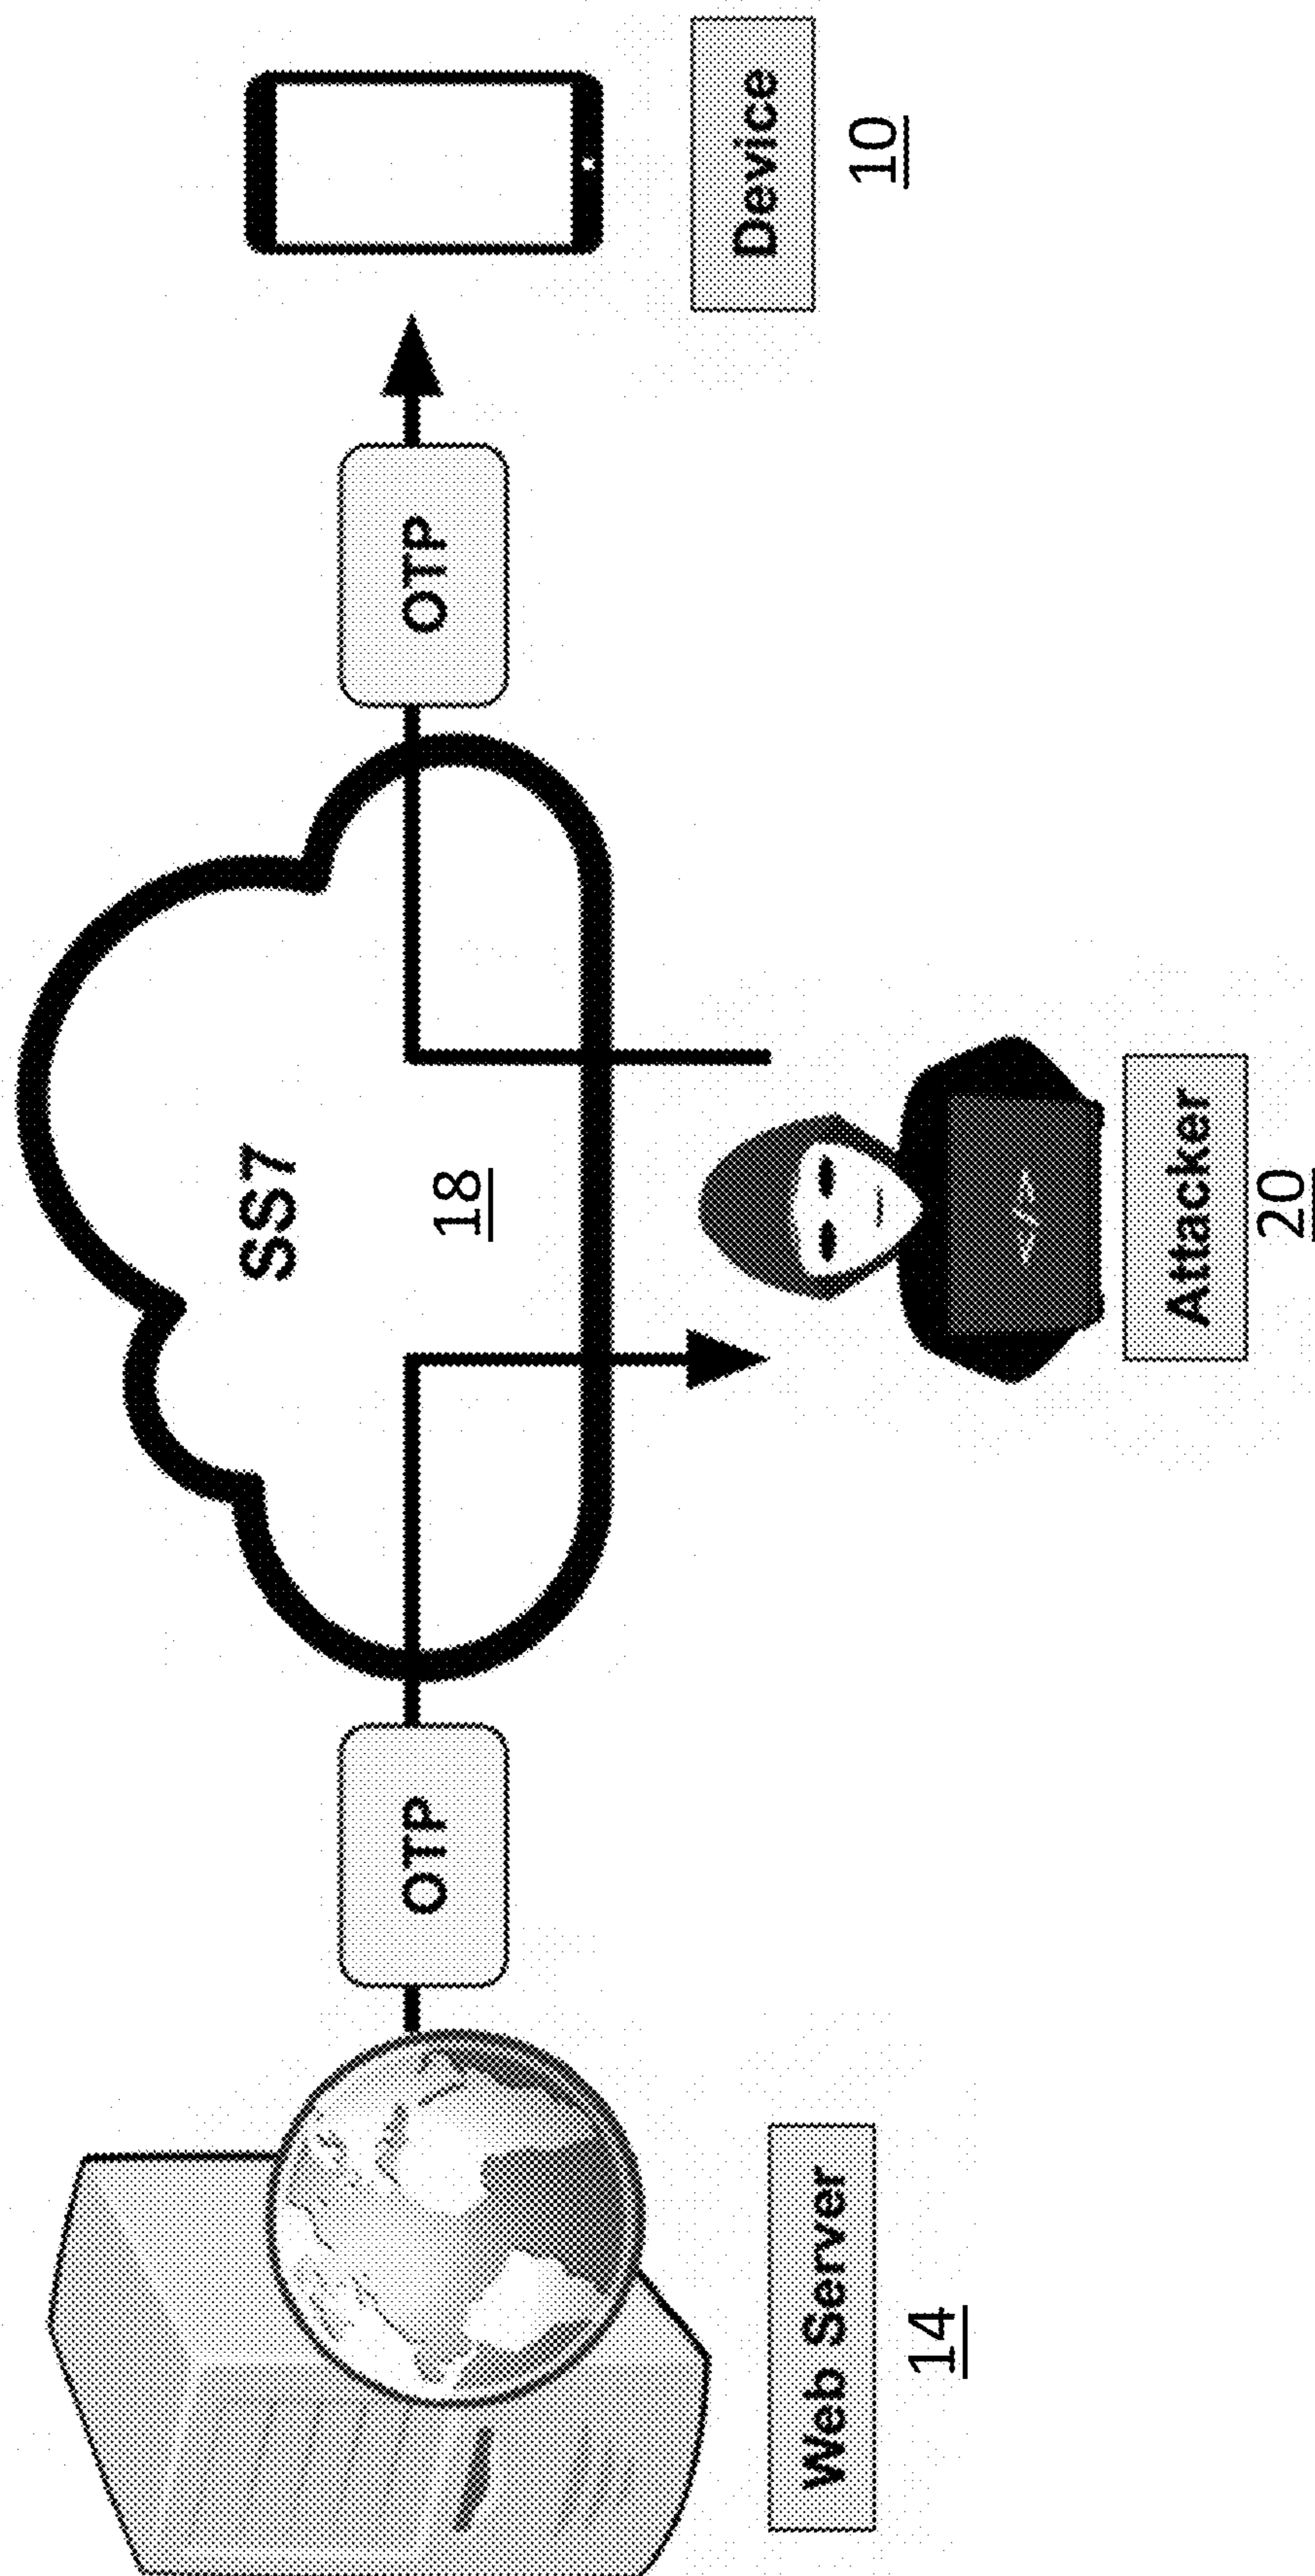 SS7
18
OTP
OTP
Web Server
14
Attacker
20
Device
10